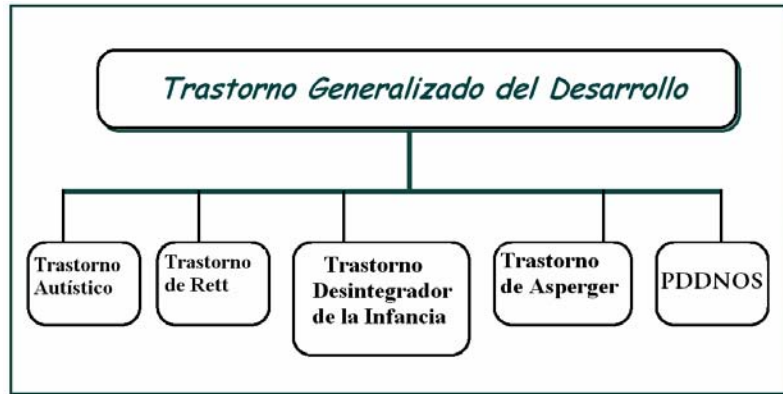 Trastorno Generalizado del Desarrollo
Trastorno
Autístico
Trastorno
de Rett
Trastorno
Desintegrador
de la Infancia
Trastorno
de Asperger
PDDNOS